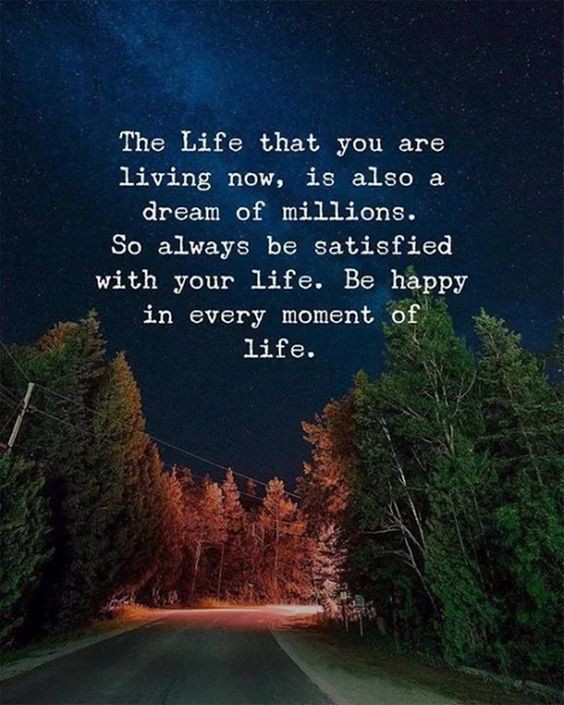 The Life that you are
living now, is also a
dream of millions.
So always be satisfied
with your life. Be happy
in every moment of
life.